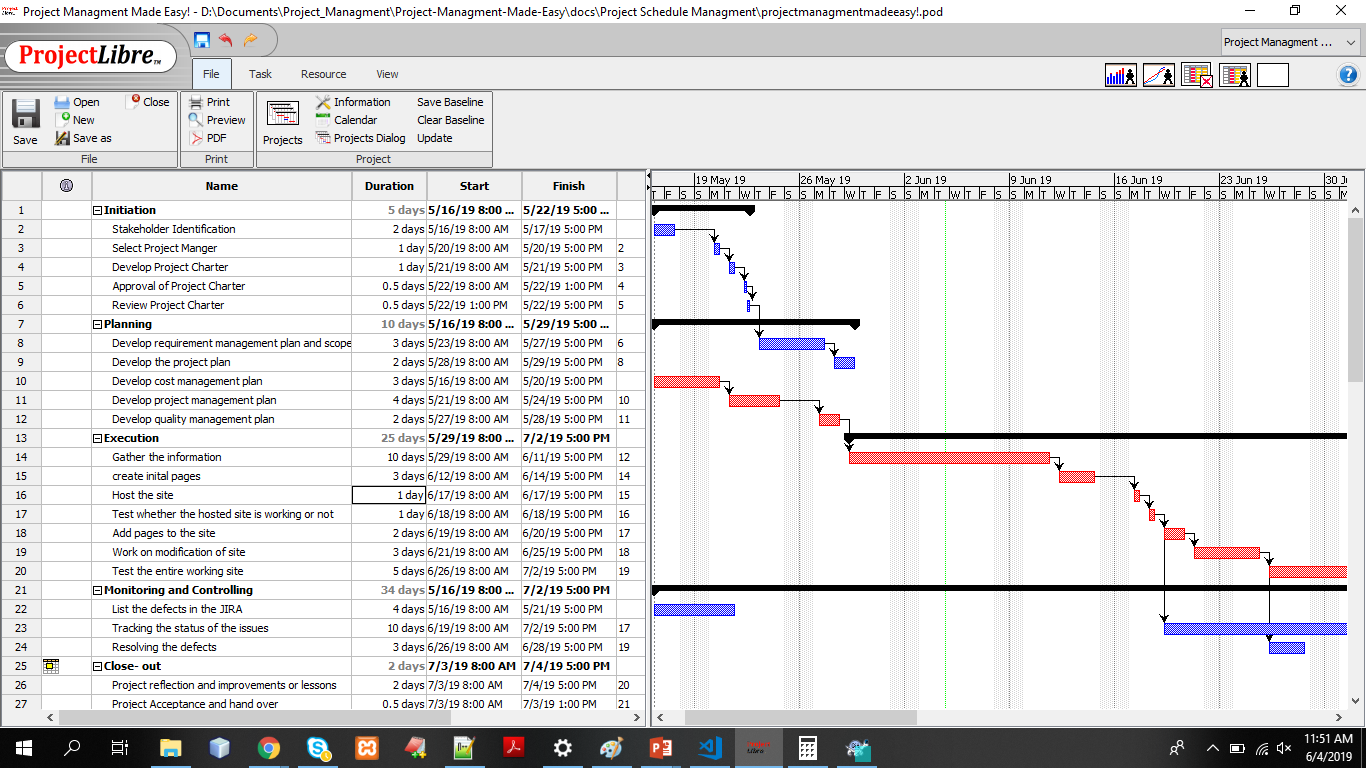 Project Managment Made Easy! - D:\Documents\Project_Managment\Project-Managment-Made-Easy\docs\Project Schedule Managment\projectmanagmentmadeeasy!.pod
ProjectLibre™
Project Managment ...
File Task Resource View
Save
Open
New
Save as
Close
File
Print
Preview
PDF
Print
Projects
Information
Calendar
Projects Dialog
Save Baseline
Clear Baseline
Update
Project
Name Duration Start Finish
1 Initiation 5 days 5/16/19 8:00 ... 5/22/19 5:00 ...
2 Stakeholder Identification 2 days 5/16/19 8:00 AM 5/17/19 5:00 PM
3 Select Project Manger 1 day 5/20/19 8:00 AM 5/20/19 5:00 PM 2
4 Develop Project Charter 1 day 5/21/19 8:00 AM 5/21/19 5:00 PM 3
5 Approval of Project Charter 0.5 days 5/22/19 8:00 AM 5/22/19 1:00 PM 4
6 Review Project Charter 0.5 days 5/22/19 1:00 PM 5/22/19 5:00 PM 5
7 Planning 10 days 5/16/19 8:00 ... 5/29/19 5:00 ...
8 Develop requirement management plan and scope 3 days 5/23/19 8:00 AM 5/27/19 5:00 PM 6
9 Develop the project plan 2 days 5/28/19 8:00 AM 5/29/19 5:00 PM 8
10 Develop cost management plan 3 days 5/16/19 8:00 AM 5/20/19 5:00 PM
11 Develop project management plan 4 days 5/21/19 8:00 AM 5/24/19 5:00 PM 10
12 Develop quality management plan 2 days 5/27/19 8:00 AM 5/28/19 5:00 PM 11
13 Execution 25 days 5/29/19 8:00 ... 7/2/19 5:00 PM
14 Gather the information 10 days 5/29/19 8:00 AM 6/11/19 5:00 PM 12
15 create inital pages 3 days 6/12/19 8:00 AM 6/14/19 5:00 PM 14
16 Host the site 1 day 6/17/19 8:00 AM 6/17/19 5:00 PM 15
17 Test whether the hosted site is working or not 1 day 6/18/19 8:00 AM 6/18/19 5:00 PM 16
18 Add pages to the site 2 days 6/19/19 8:00 AM 6/20/19 5:00 PM 17
19 Work on modification of site 3 days 6/21/19 8:00 AM 6/25/19 5:00 PM 18
20 Test the entire working site 5 days 6/26/19 8:00 AM 7/2/19 5:00 PM 19
21 Monitoring and Controlling 34 days 5/16/19 8:00 ... 7/2/19 5:00 PM
22 List the defects in the JIRA 4 days 5/16/19 8:00 AM 5/21/19 5:00 PM
23 Tracking the status of the issues 10 days 6/19/19 8:00 AM 7/2/19 5:00 PM 17
24 Resolving the defects 3 days 6/26/19 8:00 AM 6/28/19 5:00 PM 19
25 Close- out 2 days 7/3/19 8:00 AM 7/4/19 5:00 PM
26 Project reflection and improvements or lessons 2 days 7/3/19 8:00 AM 7/4/19 5:00 PM 20
27 Project Acceptance and hand over 0.5 days 7/3/19 8:00 AM 7/3/19 1:00 PM 21
19 May 19 26 May 19 2 Jun 19 9 Jun 19 16 Jun 19 23 Jun 19 30 Ju
T F S S M T W T F S S M T W T F S S M T W T F S S M T W T F S S M T W T F S S M T W T F S S M
11:51 AM
6/4/2019